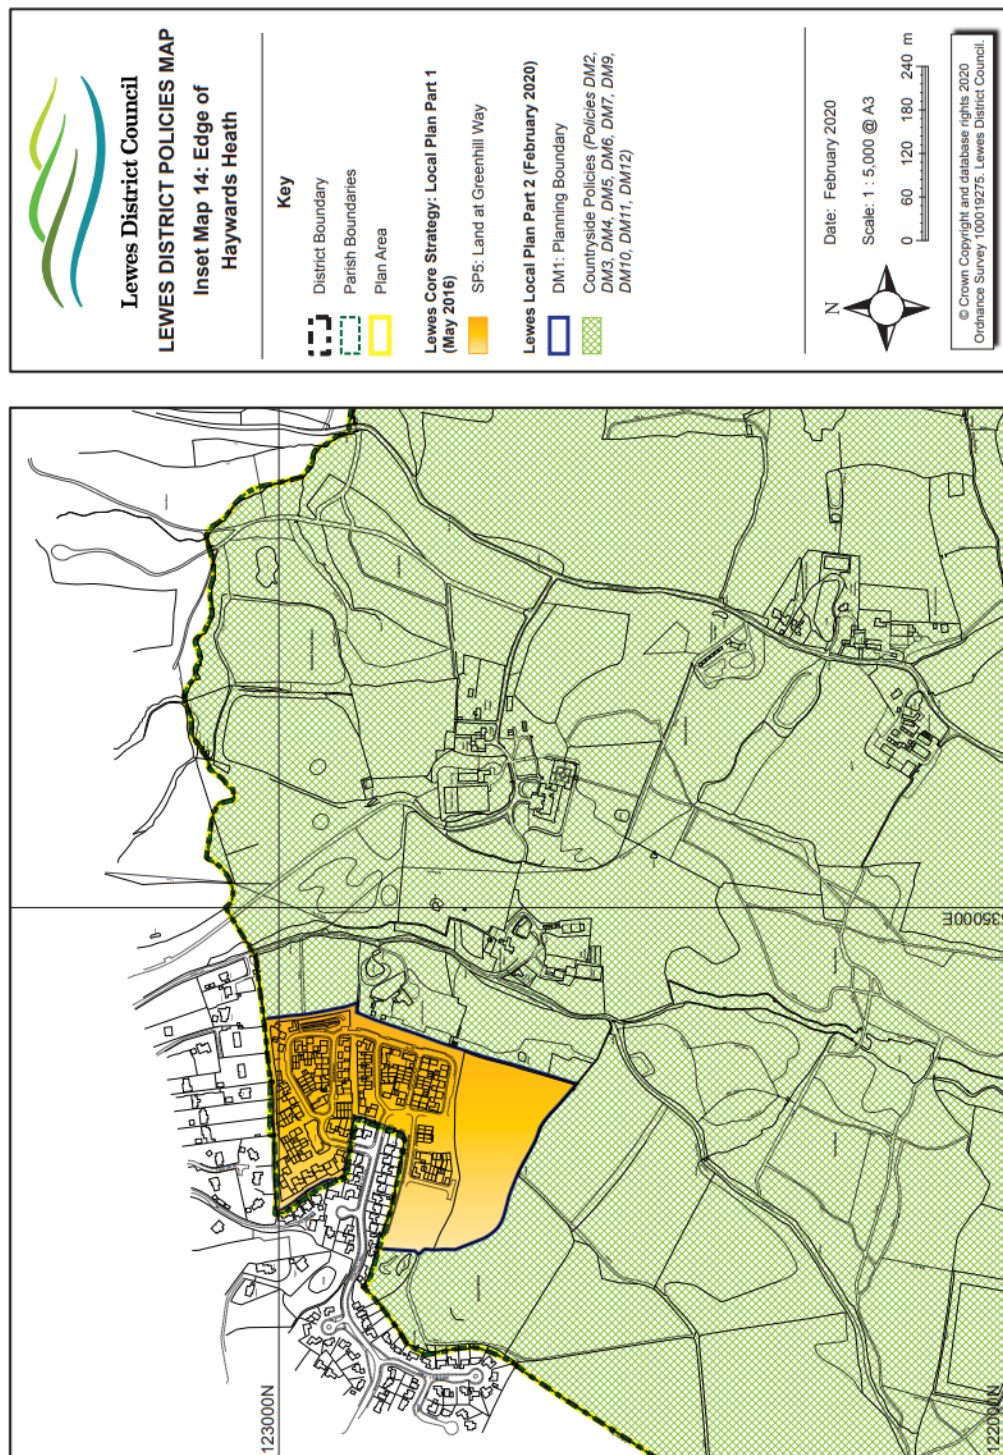 Lewes District Council
LEWES DISTRICT POLICIES MAP
Inset Map 14: Edge of
Haywards Heath
Key
District Boundary
Parish Boundaries
Plan Area
Lewes Core Strategy: Local Plan Part 1
(May 2016)
SP5: Land at Greenhill Way
Lewes Local Plan Part 2 (February 2020)
DM1: Planning Boundary
Countryside Policies (Policies DM2,
DM3, DM4, DM5, DM6, DM7, DM9,
DM10, DM11, DM12)
N
Date: February 2020
Scale: 1 : 5,000 @ A3
0 60 120 180 240 m
© Crown Copyright and database rights 2020
Ordnance Survey 100019275. Lewes District Council.
123000N
35000E
122000N